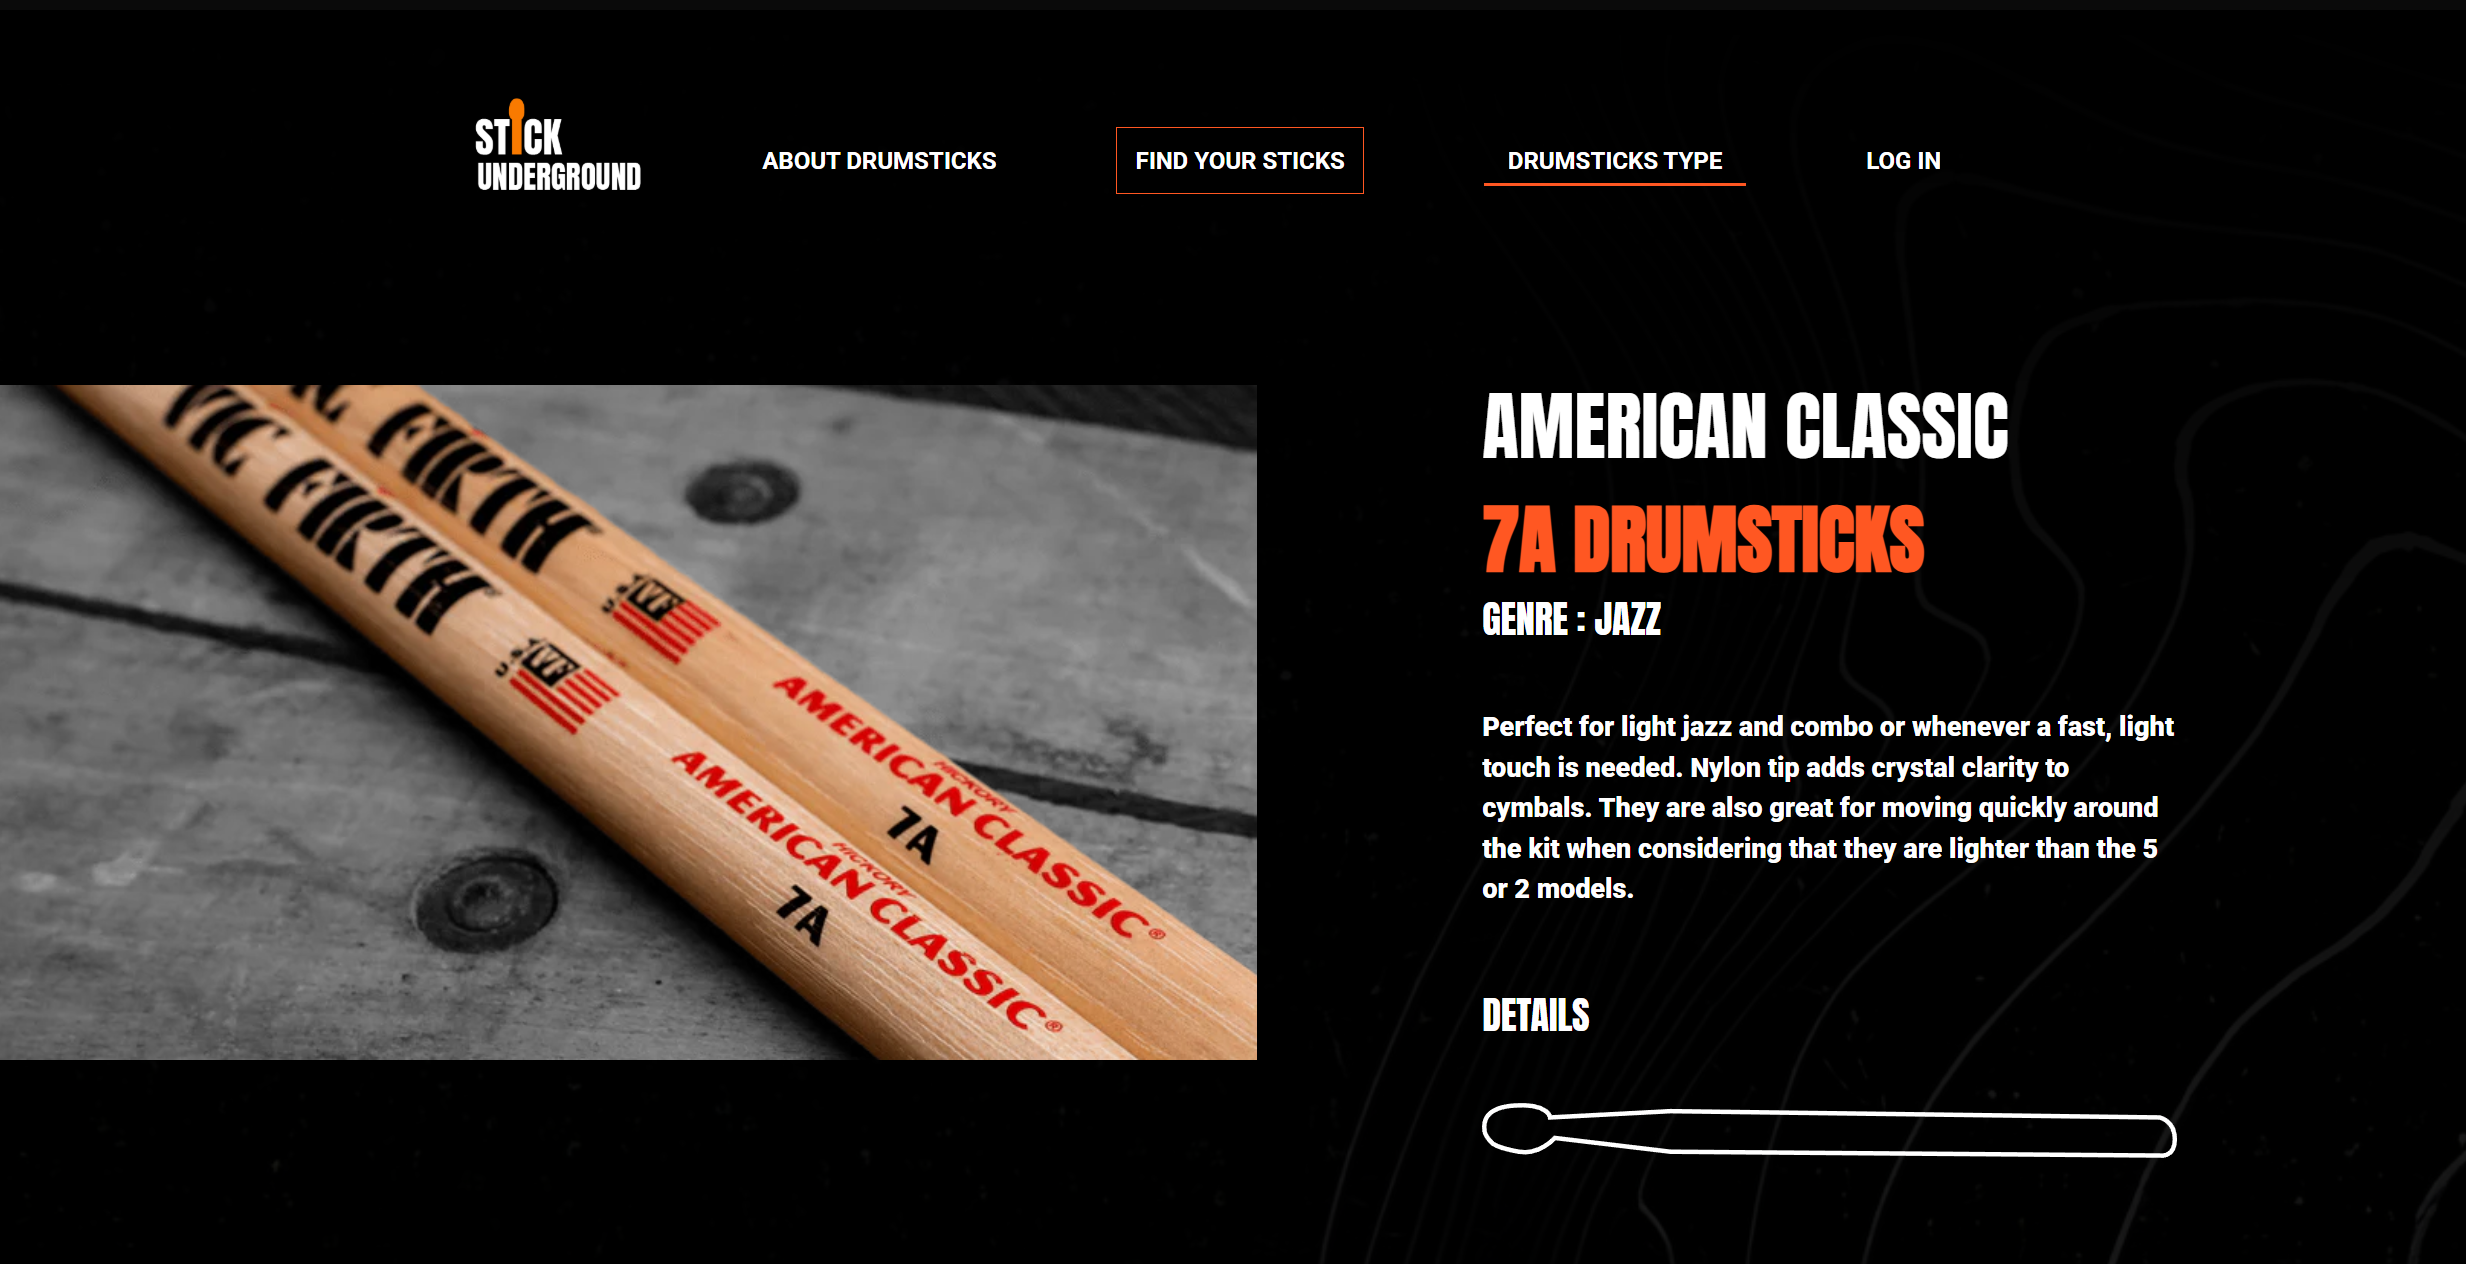 STICK
UNDERGROUND
ABOUT DRUMSTICKS
FIND YOUR STICKS
DRUMSTICKS TYPE
LOG IN
VIC FIRTH
FIRTH
VF
VF
AMERICAN CLASSIC®
HICKORY
7A
AMERICAN CLASSIC®
HICKORY
7A
AMERICAN CLASSIC
7A DRUMSTICKS
GENRE : JAZZ
Perfect for light jazz and combo or whenever a fast, light
touch is needed. Nylon tip adds crystal clarity to
cymbals. They are also great for moving quickly around
the kit when considering that they are lighter than the 5
or 2 models.
DETAILS